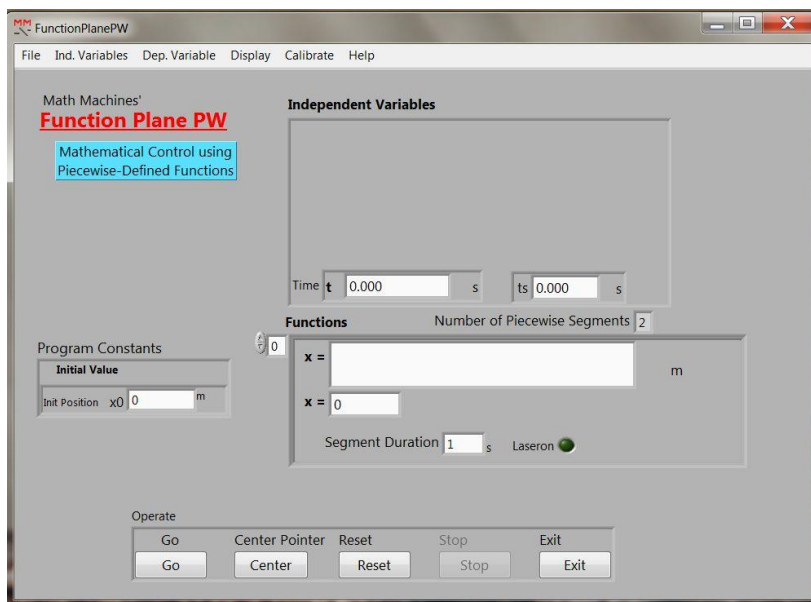 MM
FunctionPlanePW
File Ind. Variables Dep. Variable Display Calibrate Help
Math Machines'
Function Plane PW
Mathematical Control using
Piecewise-Defined Functions
Independent Variables
Time t 0.000 s ts 0.000 s
Functions Number of Piecewise Segments 2
Program Constants
Initial Value
Init Position x0 0 m
0
x = m
x = 0
Segment Duration 1 s Laseron
Operate
Go Center Pointer Reset Stop Exit
Go Center Reset Stop Exit